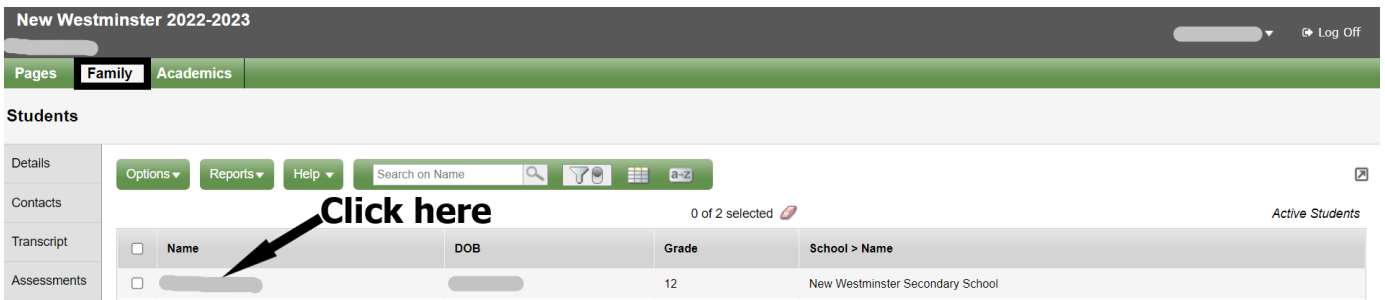 New Westminster 2022-2023
Log Off
Pages Family Academics
Students
Details
Options Reports Help Search on Name a-z
Contacts
Click here 0 of 2 selected Active Students
Transcript
Name DOB Grade School > Name
Assessments
12 New Westminster Secondary School